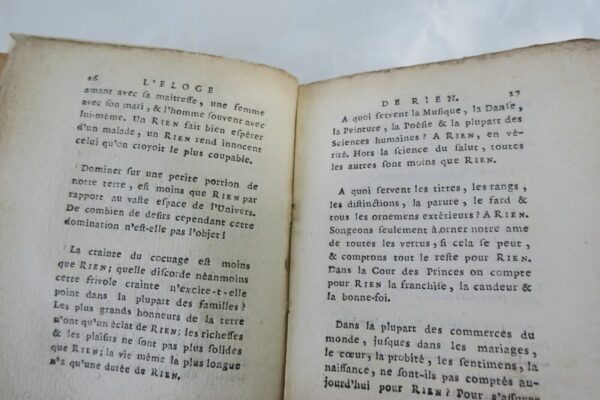 26 L'ELOGE
amant avec sa maitresse, une femme
avec son mari, & l'homme souvent avec
lui-même. Un RIEN fait bien espérer
d'un malade, un RIEN rend innocent
celui qu'on croyoit le plus coupable.
Dominer sur une petite portion de
notre terre, est moins que RIEN par
rapport au vaste espace de l'Univers.
De combien de desirs cependant cette
domination n'est-elle pas l'objet!
La crainte du cocuage est moins
que RIEN; quelle discorde néanmoins
cette frivole crainte n'excite-t-elle
point dans la plupart des familles?
Les plus grands honneurs de la terre
n'ont qu'un éclat de RIEN; les richesses
& les plaisirs ne sont pas plus solides
que RIEN; la vie même la plus longue
n'a qu'une durée de RIEN.
DE RIEN. 27
A quoi servent la Musique, la Danse,
la Peinture, la Poésie & la plupart des
Sciences humaines? A RIEN, en vé-
rité. Hors la science du salut, toutes
les autres sont moins que RIEN.
A quoi servent les titres, les rangs,
les distinctions, la parure, le fard &
tous les ornemens extérieurs? A RIEN.
Songeons seulement à orner notre ame
de toutes les vertus, si cela se peut,
& comptons tout le reste pour RIEN.
Dans la Cour des Princes on compte
pour RIEN la franchise, la candeur &
la bonne-foi.
Dans la plupart des commerces du
monde, jusques dans les mariages,
le cœur, la probité, les sentimens, la
naissance, ne sont-ils pas comptés au-
jourd'hui pour RIEN? Pour s'assurer